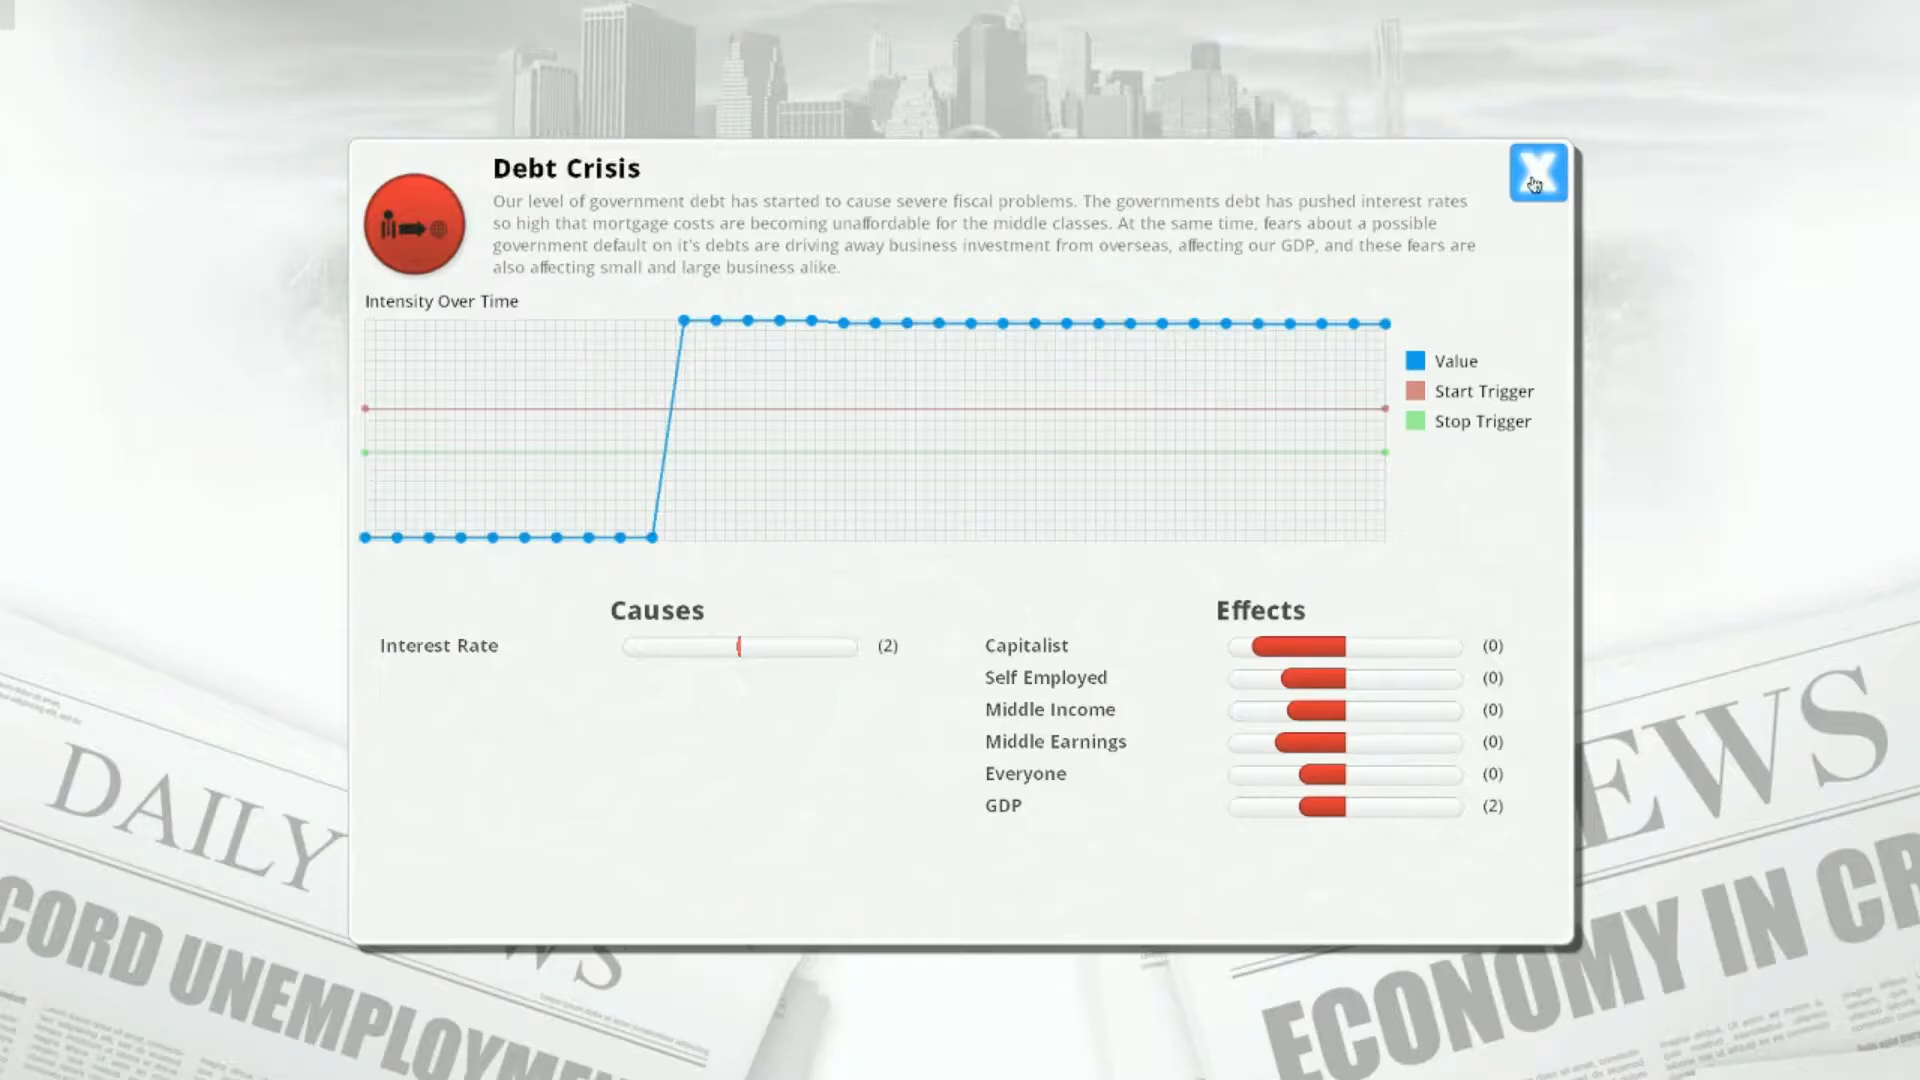 Debt Crisis
Our level of government debt has started to cause severe fiscal problems. The governments debt has pushed interest rates
so high that mortgage costs are becoming unaffordable for the middle classes. At the same time, fears about a possible
government default on it's debts are driving away business investment from overseas, affecting our GDP, and these fears are
also affecting small and large business alike.
X
Intensity Over Time
Value
Start Trigger
Stop Trigger
Causes
Interest Rate (2)
Effects
Capitalist (0)
Self Employed (0)
Middle Income (0)
Middle Earnings (0)
Everyone (0)
GDP (2)
DAILY
EWS
CORD UNEMPLOYME
WS
ECONOMY IN CR